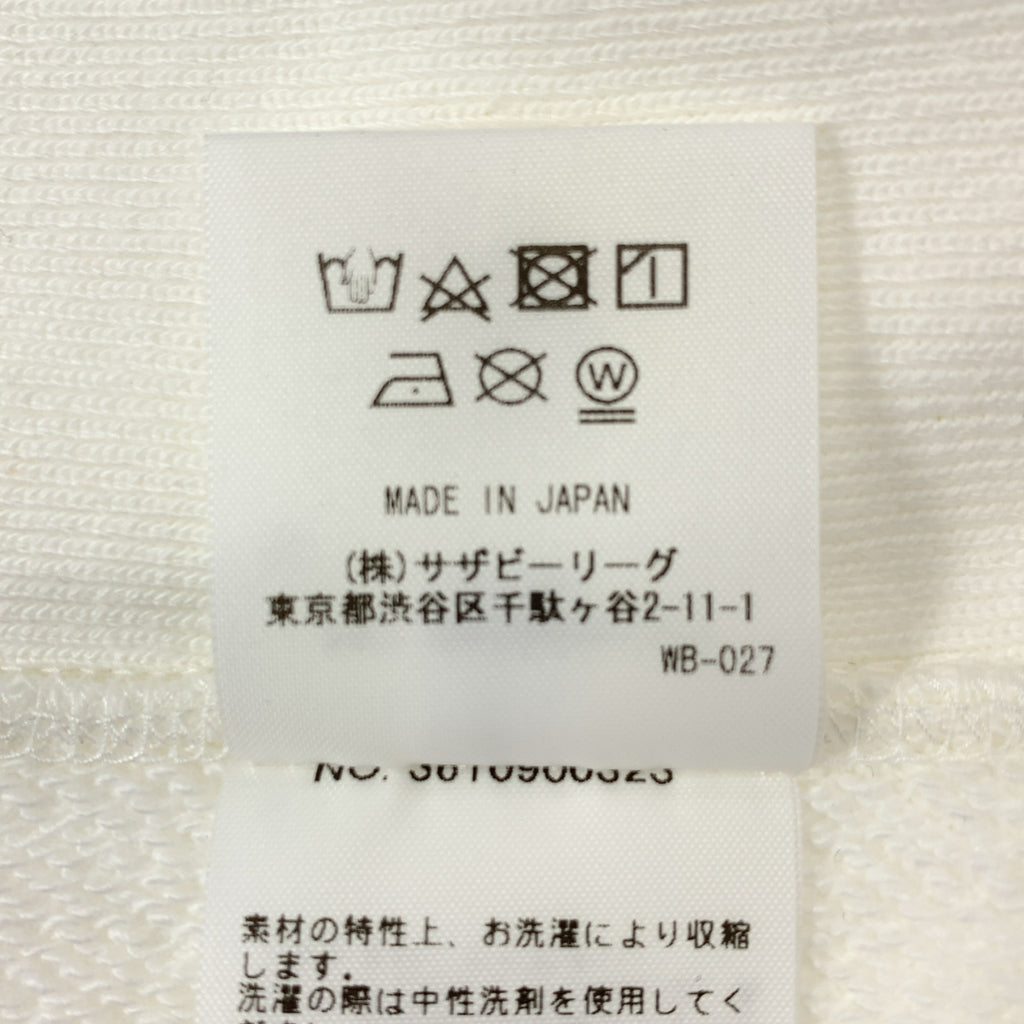 W
MADE IN JAPAN
(株)サザビーリーグ
東京都渋谷区千駄ヶ谷2-11-1
WB-027
NO.
素材の特性上、お洗濯により収縮
します.
洗濯の際は中性洗剤を使用してく